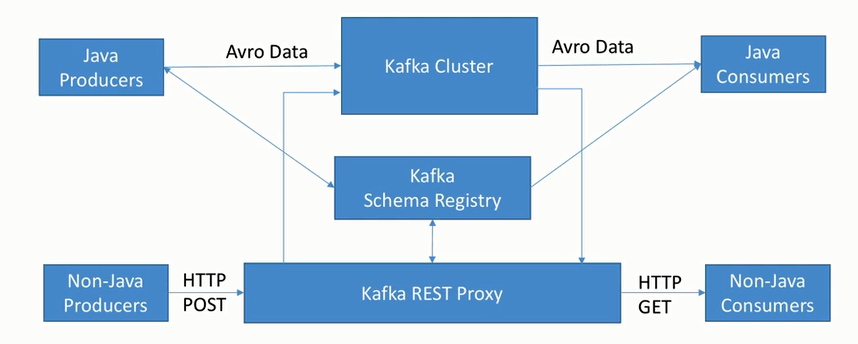 Java
Producers
Avro Data
Kafka Cluster
Avro Data
Java
Consumers
Kafka
Schema Registry
Non-Java
Producers
HTTP
POST
Kafka REST Proxy
HTTP
GET
Non-Java
Consumers